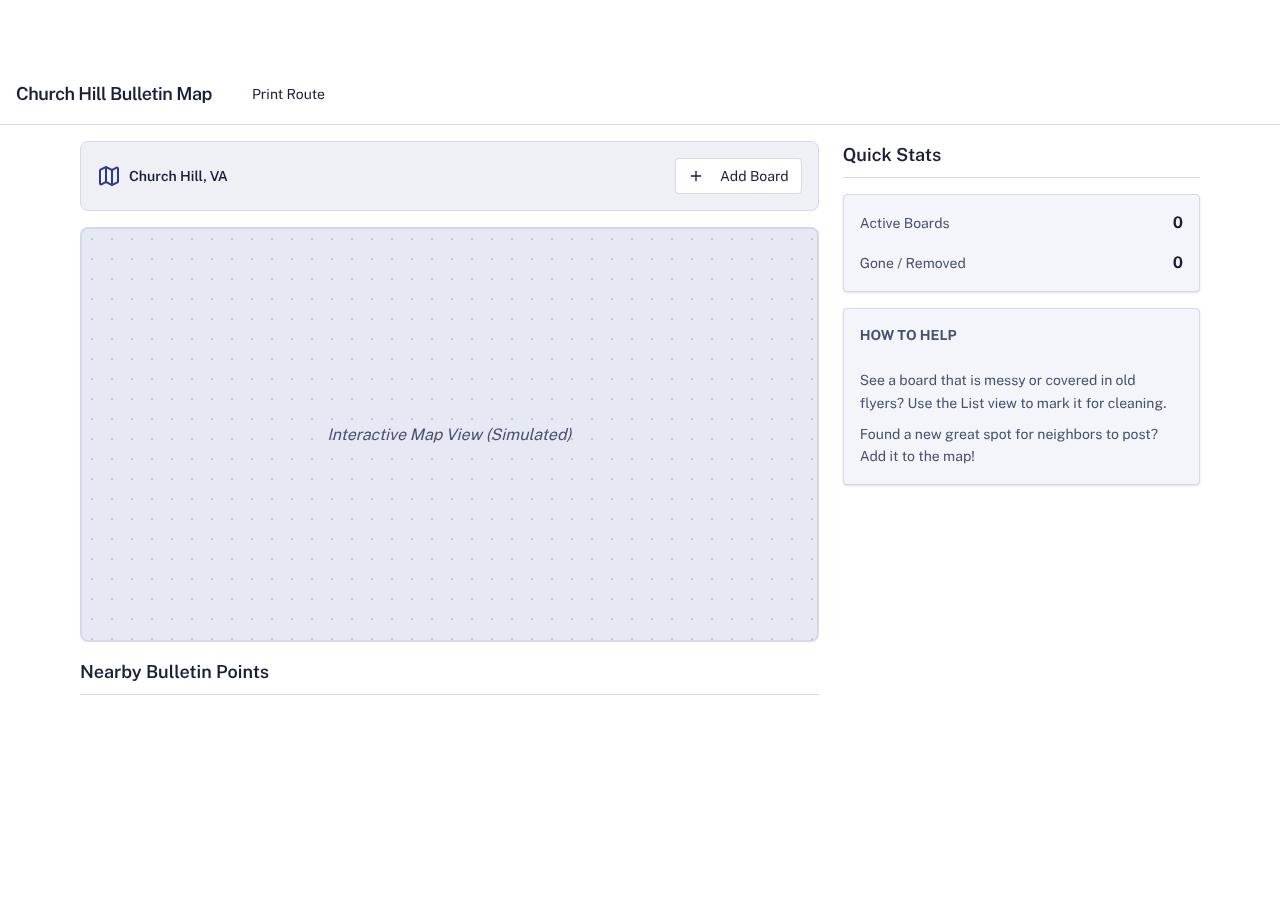 Church Hill Bulletin Map
Print Route
Church Hill, VA
Add Board
Interactive Map View (Simulated)
Nearby Bulletin Points
Quick Stats
Active Boards 0
Gone / Removed 0
HOW TO HELP
See a board that is messy or covered in old
flyers? Use the List view to mark it for cleaning.
Found a new great spot for neighbors to post?
Add it to the map!